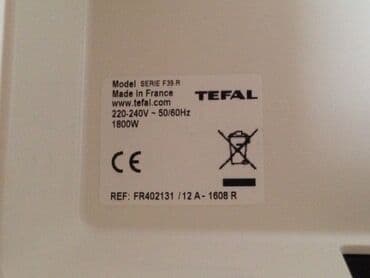 Model SERIE F39-R
Made in France
TEFAL
www.tefal.com
220-240V ~ 50/60Hz
1800W
CE
REF: FR402131 / 12 A - 1608 R